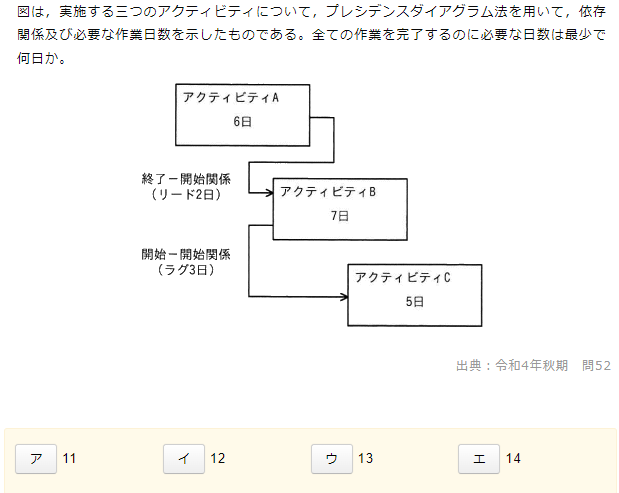 図は，実施する三つのアクティビティについて，プレシデンスダイアグラム法を用いて，依存
関係及び必要な作業日数を示したものである。全ての作業を完了するのに必要な日数は最少で
何日か。
アクティビティA
6日
終了－開始関係
（リード2日）
アクティビティB
7日
開始－開始関係
（ラグ3日）
アクティビティC
5日
出典：令和4年秋期　問52
ア 11 イ 12 ウ 13 エ 14